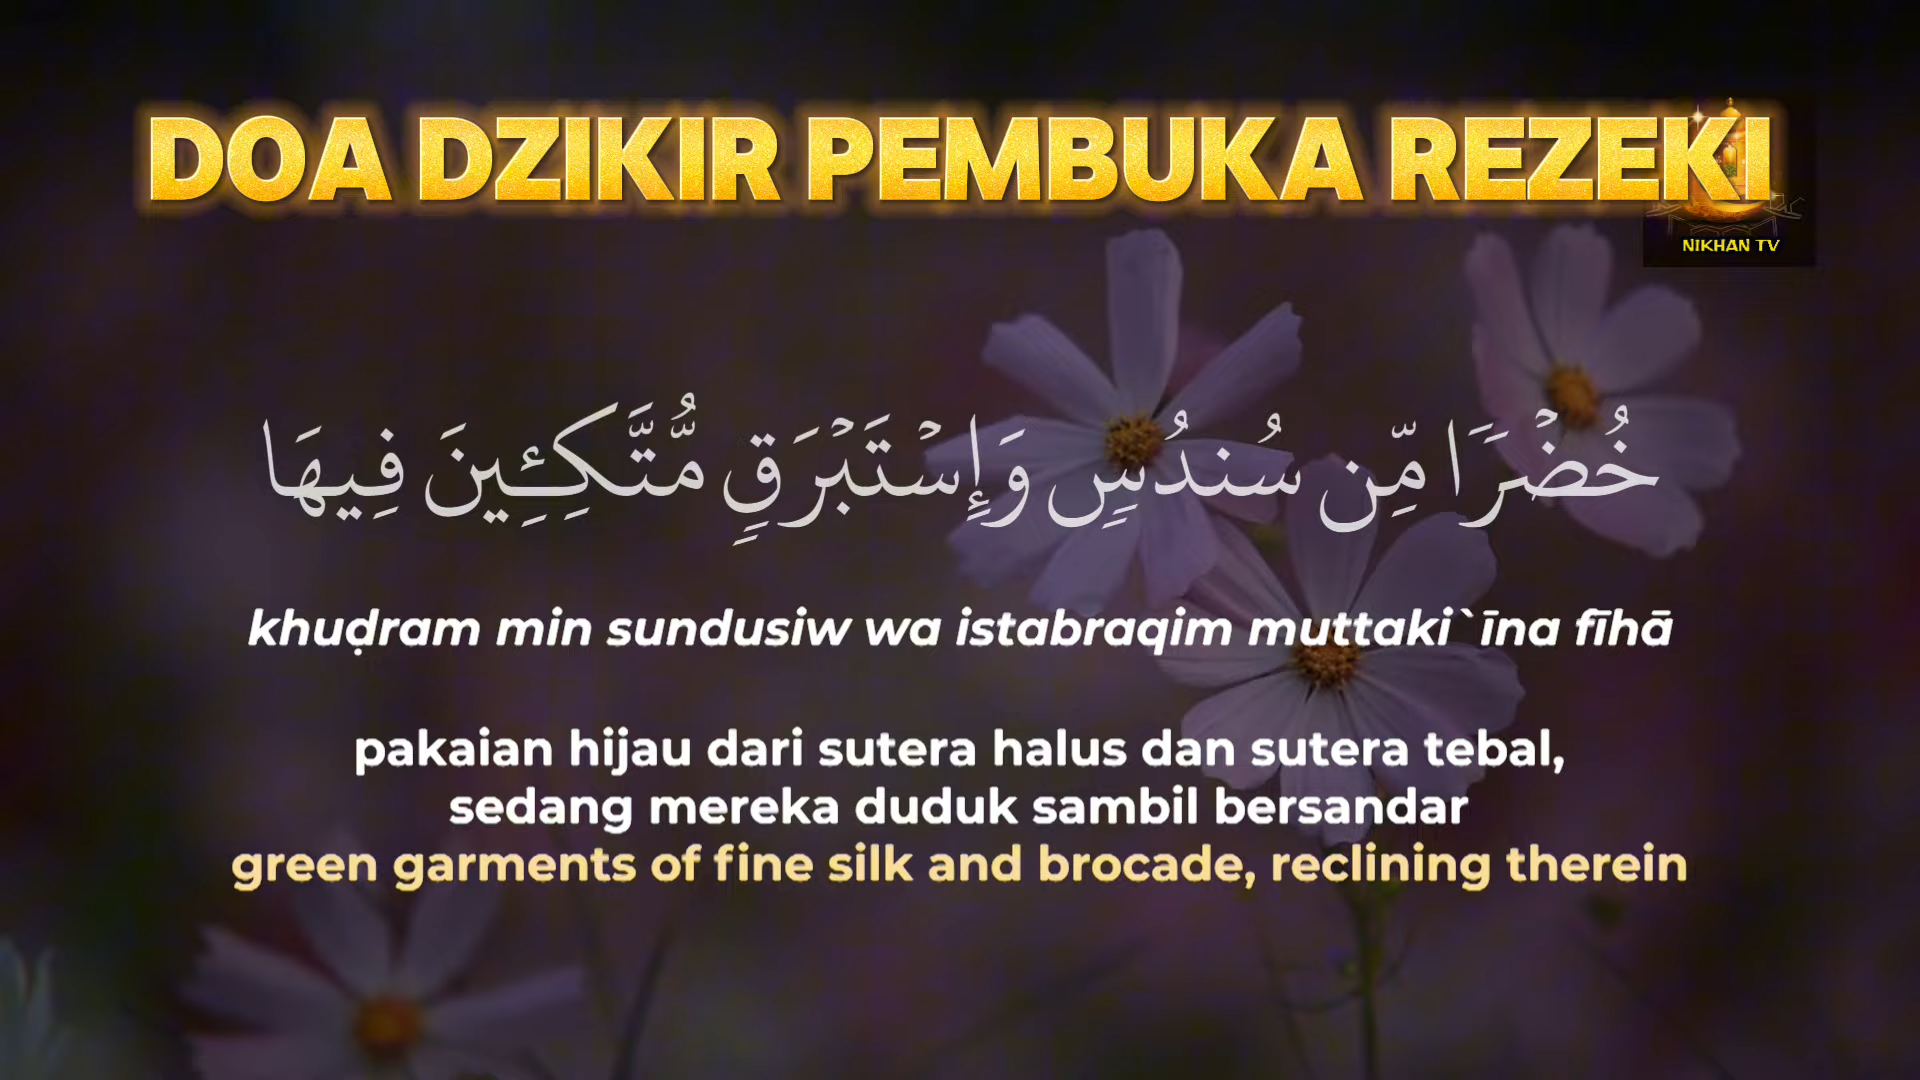 DOA DZIKIR PEMBUKA REZEKI
NIKHAN TV
خُضْرًا مِّن سُندُسٍ وَإِسْتَبْرَقٍ مُّتَّكِئِينَ فِيهَا
khuḍram min sundusiw wa istabraqim muttaki`īna fīhā
pakaian hijau dari sutera halus dan sutera tebal,
sedang mereka duduk sambil bersandar
green garments of fine silk and brocade, reclining therein